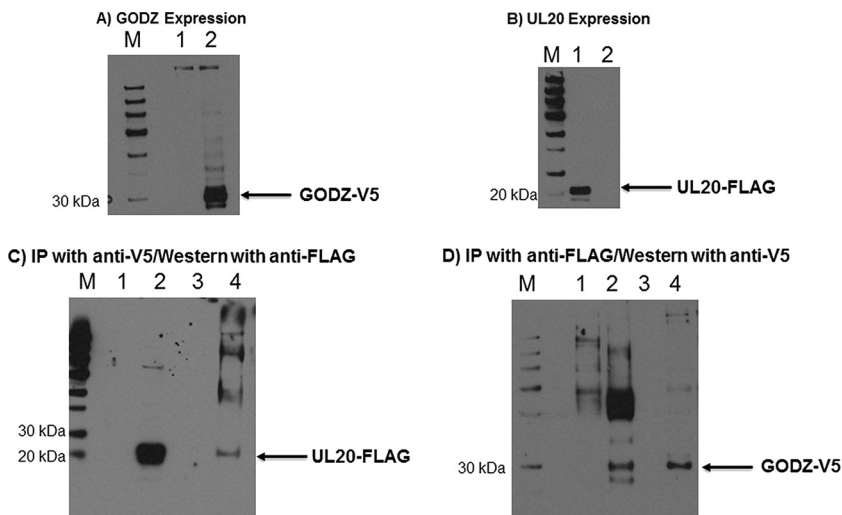 A) GODZ Expression
M 1 2
30 kDa
GODZ-V5
B) UL20 Expression
M 1 2
20 kDa
UL20-FLAG
C) IP with anti-V5/Western with anti-FLAG
M 1 2 3 4
30 kDa
20 kDa
UL20-FLAG
D) IP with anti-FLAG/Western with anti-V5
M 1 2 3 4
30 kDa
GODZ-V5